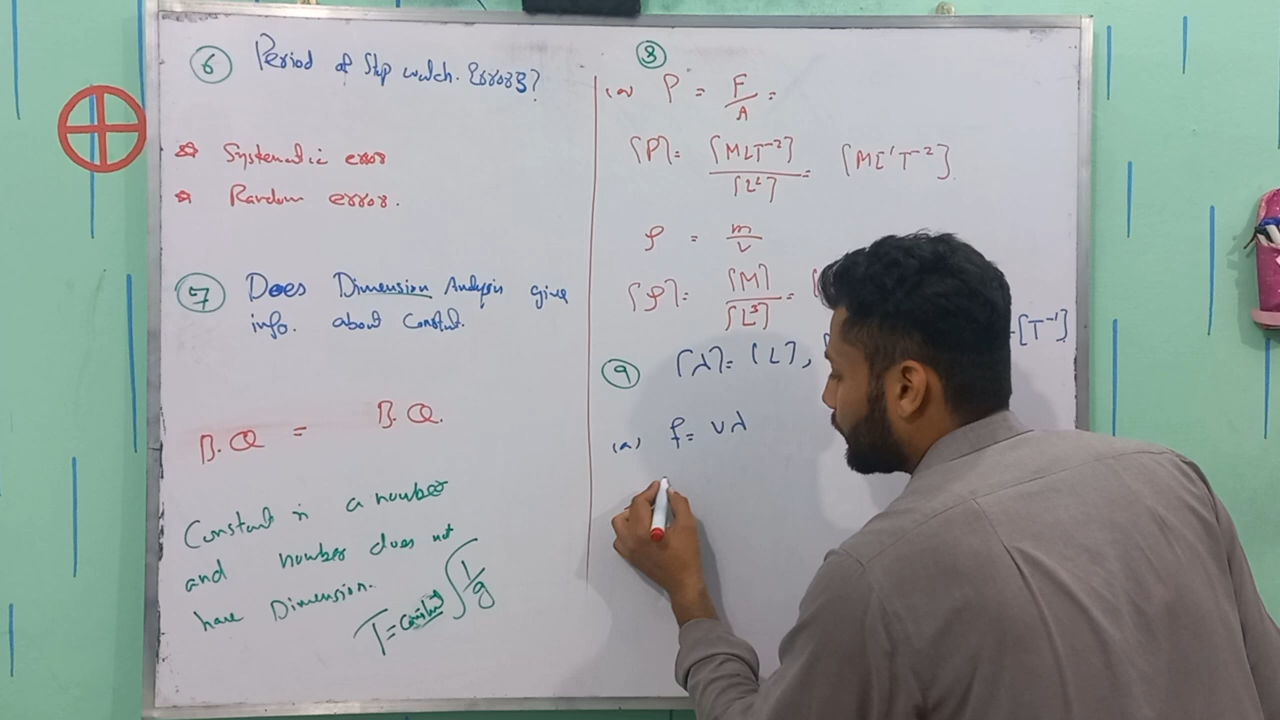 6 Period of Stop watch. Errors?
☆ Systematic error
☆ Random error.
7 Does Dimension Analysis give
info. about Constant.
B.Q = B.Q.
Constant is a number
and number does not
have Dimension.
T = constant √l/g
8
(a) P = F/A =
[P] = [MLT⁻²]/[L²] = [ML⁻¹T⁻²]
ρ = m/v
[ρ] = [M]/[L³] = [
9 [λ] = [L], [T⁻¹]
(a) f = vλ